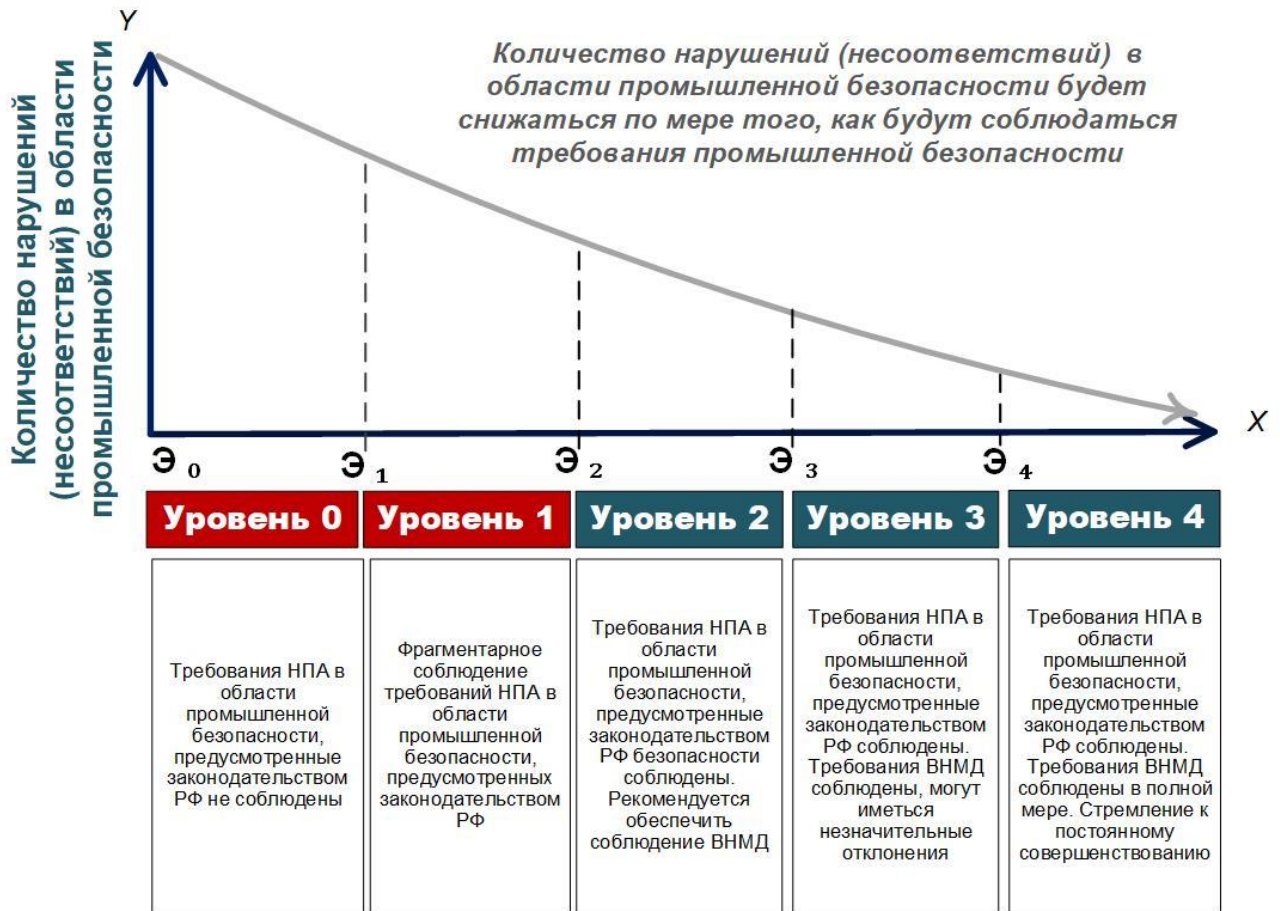 Y
Количество нарушений
(несоответствий) в области
промышленной безопасности
Количество нарушений (несоответствий) в
области промышленной безопасности будет
снижаться по мере того, как будут соблюдаться
требования промышленной безопасности
X
Э 0
Э 1
Э 2
Э 3
Э 4
Уровень 0
Уровень 1
Уровень 2
Уровень 3
Уровень 4
Требования НПА в
области
промышленной
безопасности,
предусмотренные
законодательством
РФ не соблюдены
Фрагментарное
соблюдение
требований НПА в
области
промышленной
безопасности,
предусмотренных
законодательством
РФ
Требования НПА в
области
промышленной
безопасности,
предусмотренные
законодательством
РФ безопасности
соблюдены.
Рекомендуется
обеспечить
соблюдение ВНМД
Требования НПА в
области
промышленной
безопасности,
предусмотренные
законодательством
РФ соблюдены.
Требования ВНМД
соблюдены, могут
иметься
незначительные
отклонения
Требования НПА в
области
промышленной
безопасности,
предусмотренные
законодательством
РФ соблюдены.
Требования ВНМД
соблюдены в полной
мере. Стремление к
постоянному
совершенствованию